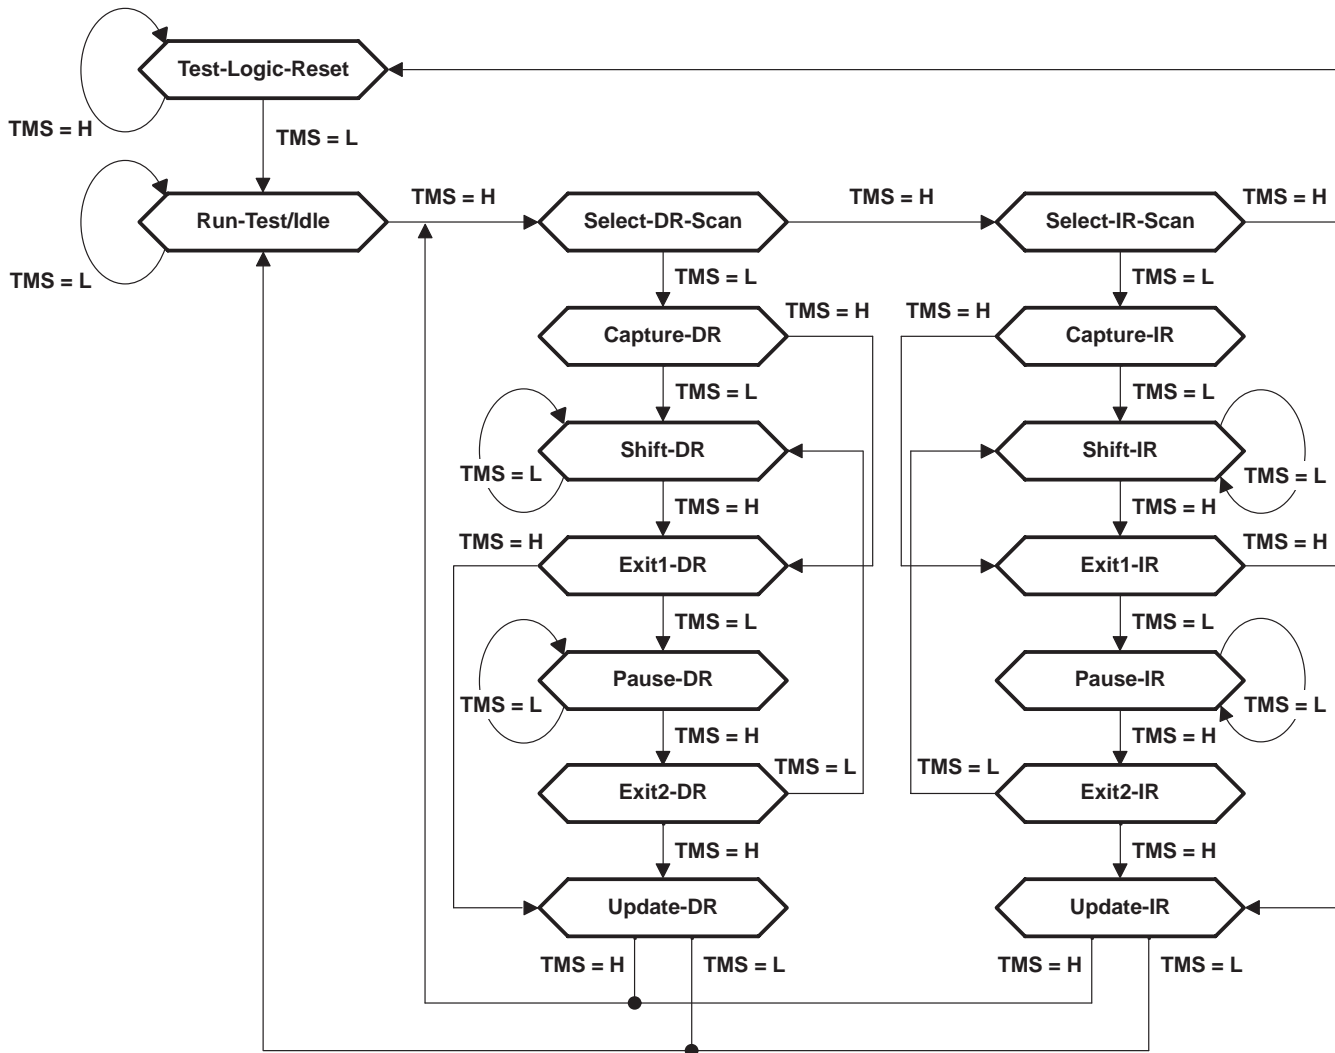 Test-Logic-Reset
TMS = H
TMS = L
Run-Test/Idle
TMS = L
TMS = H
Select-DR-Scan
TMS = H
Select-IR-Scan
TMS = H
TMS = L
TMS = L
Capture-DR
TMS = H
TMS = H
Capture-IR
TMS = L
TMS = L
Shift-DR
TMS = L
Shift-IR
TMS = L
TMS = H
TMS = H
TMS = H
Exit1-DR
Exit1-IR
TMS = H
TMS = L
TMS = L
Pause-DR
TMS = L
Pause-IR
TMS = L
TMS = H
TMS = H
Exit2-DR
TMS = L
TMS = L
Exit2-IR
TMS = H
TMS = H
Update-DR
Update-IR
TMS = H
TMS = L
TMS = H
TMS = L